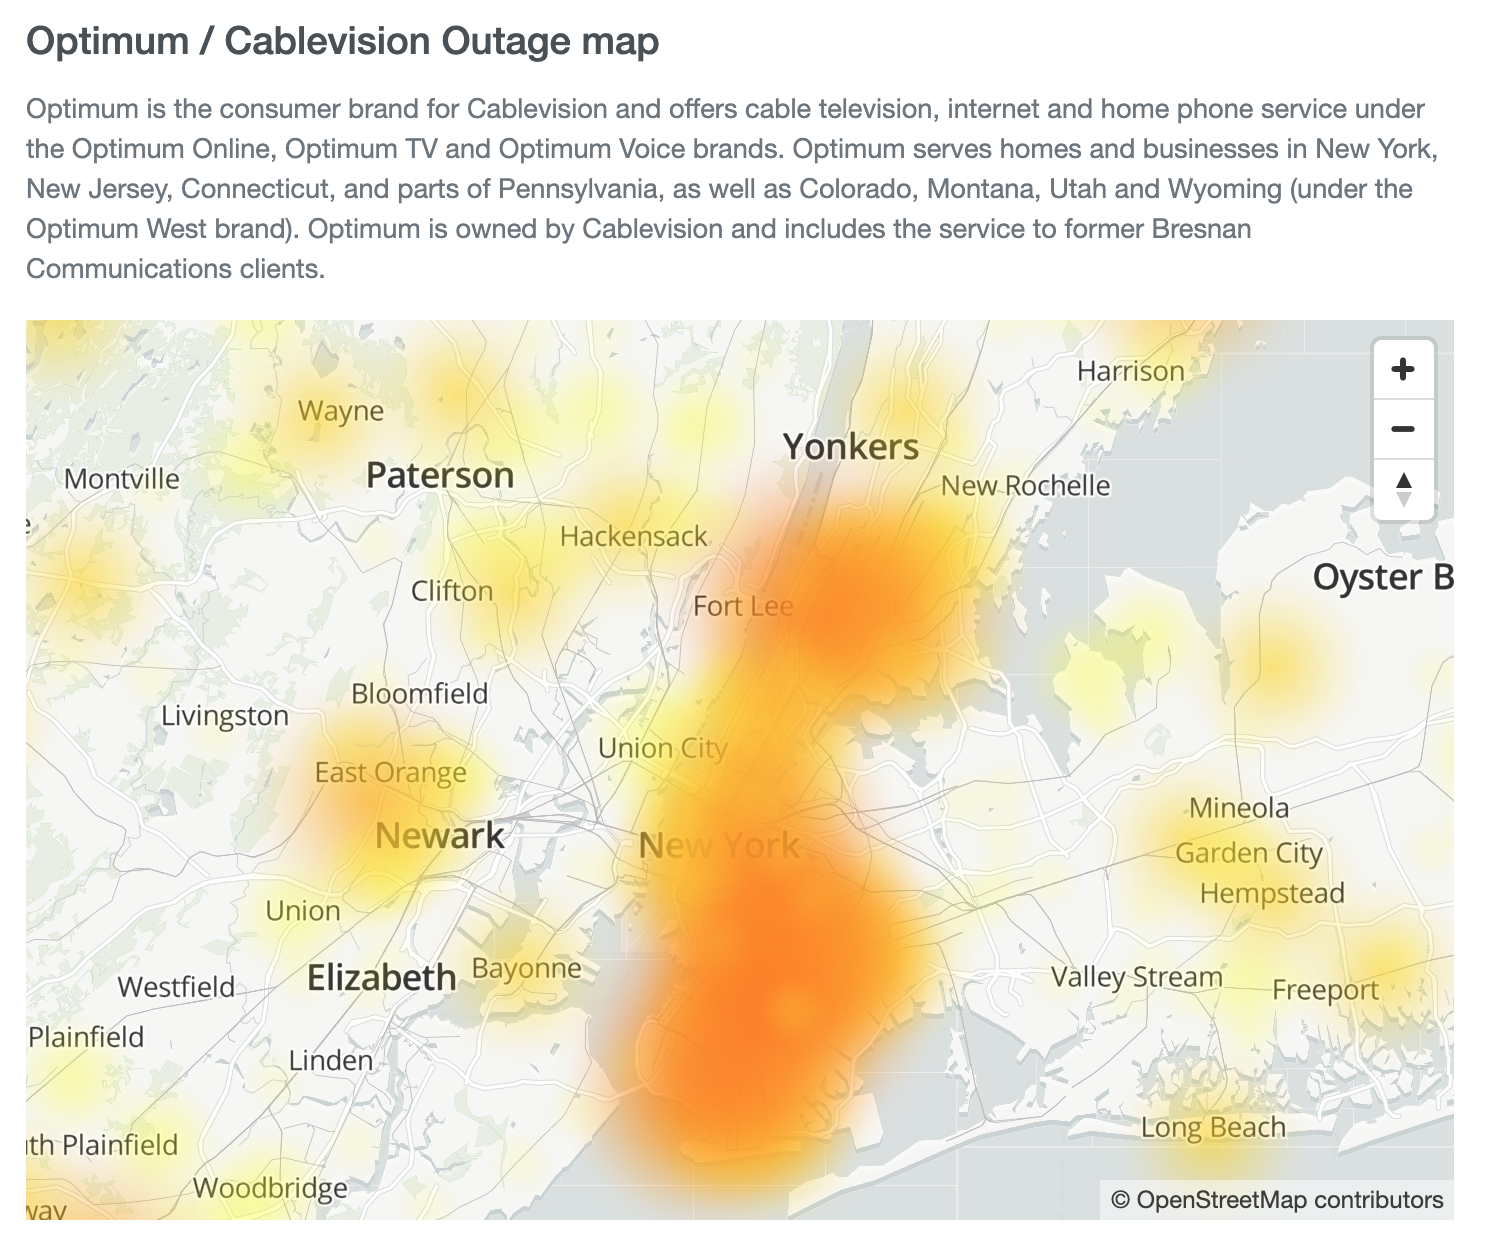 Optimum / Cablevision Outage map
Optimum is the consumer brand for Cablevision and offers cable television, internet and home phone service under
the Optimum Online, Optimum TV and Optimum Voice brands. Optimum serves homes and businesses in New York,
New Jersey, Connecticut, and parts of Pennsylvania, as well as Colorado, Montana, Utah and Wyoming (under the
Optimum West brand). Optimum is owned by Cablevision and includes the service to former Bresnan
Communications clients.
Harrison
Wayne
Yonkers
Paterson
Montville
New Rochelle
Hackensack
Oyster B
Clifton
Fort Lee
Bloomfield
Livingston
Union City
East Orange
Mineola
Newark
New York
Garden City
Hempstead
Union
Bayonne
Elizabeth
Valley Stream
Westfield
Freeport
Plainfield
Linden
Long Beach
th Plainfield
Woodbridge
way
© OpenStreetMap contributors